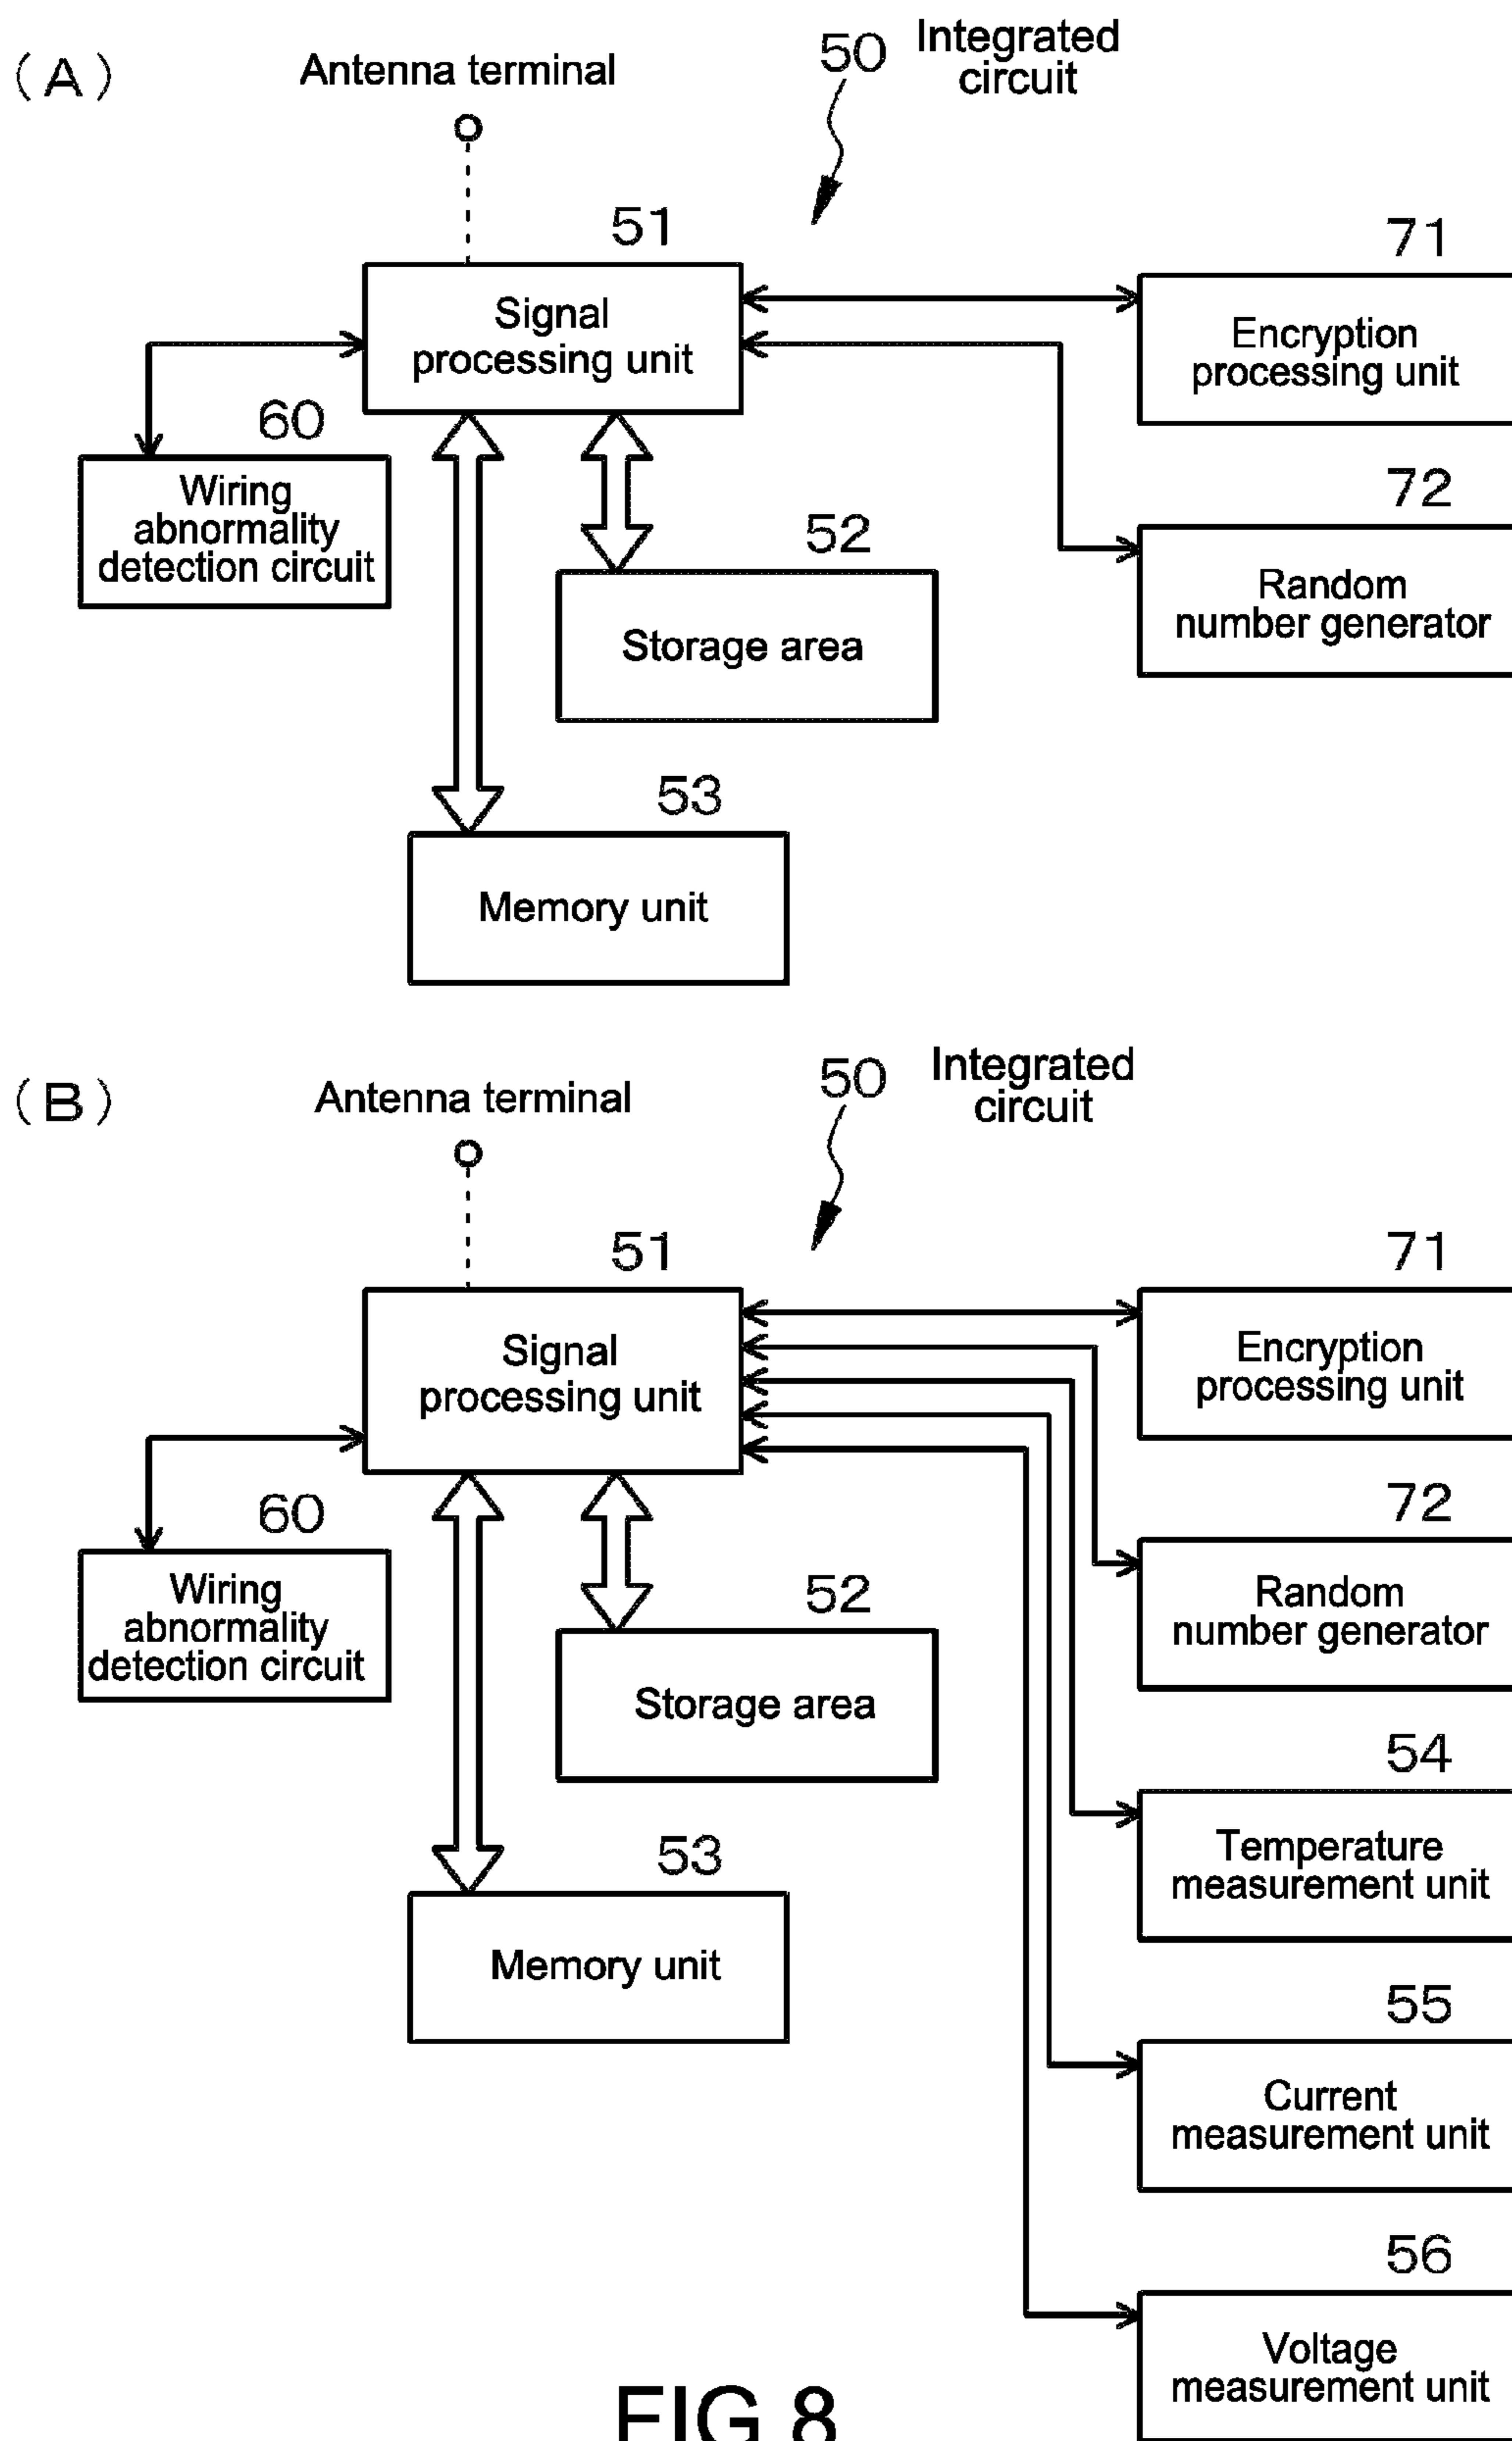 (A)
Antenna terminal
50
Integrated
circuit
51
Signal
processing unit
71
Encryption
processing unit
60
Wiring
abnormality
detection circuit
72
Random
number generator
52
Storage area
53
Memory unit
(B)
Antenna terminal
50
Integrated
circuit
51
Signal
processing unit
71
Encryption
processing unit
60
Wiring
abnormality
detection circuit
72
Random
number generator
52
Storage area
54
Temperature
measurement unit
53
Memory unit
55
Current
measurement unit
56
Voltage
measurement unit
FIG.8